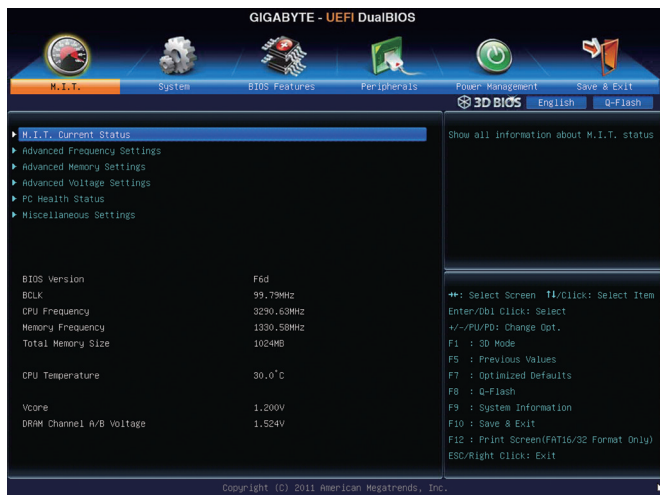 GIGABYTE - UEFI DualBIOS
M.I.T.
System
BIOS Features
Peripherals
Power Management
Save & Exit
3D BIOS
English
Q-Flash
M.I.T. Current Status
Advanced Frequency Settings
Advanced Memory Settings
Advanced Voltage Settings
PC Health Status
Miscellaneous Settings
Show all information about M.I.T. status
BIOS Version F6d
BCLK 99.79MHz
CPU Frequency 3290.63MHz
Memory Frequency 1330.58MHz
Total Memory Size 1024MB
CPU Temperature 30.0°C
Vcore 1.200V
DRAM Channel A/B Voltage 1.524V
→←: Select Screen ↑↓/Click: Select Item
Enter/Dbl Click: Select
+/-/PU/PD: Change Opt.
F1 : 3D Mode
F5 : Previous Values
F7 : Optimized Defaults
F8 : Q-Flash
F9 : System Information
F10 : Save & Exit
F12 : Print Screen(FAT16/32 Format Only)
ESC/Right Click: Exit
Copyright (C) 2011 American Megatrends, Inc.